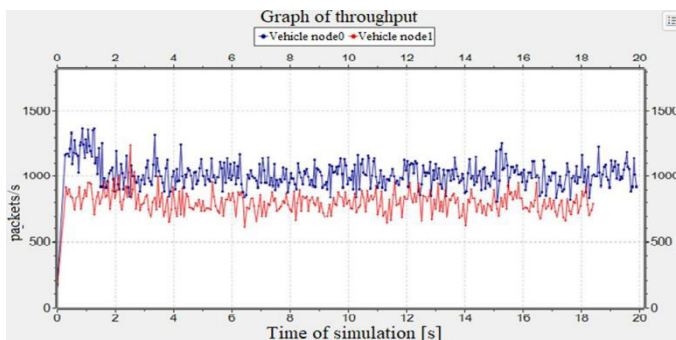 Graph of throughput
Vehicle node0 Vehicle node1
0 2 4 6 8 10 12 14 16 18 20
1500 1500
1000 1000
packets/s
500 500
0 0
0 2 4 6 8 10 12 14 16 18 20
Time of simulation [s]